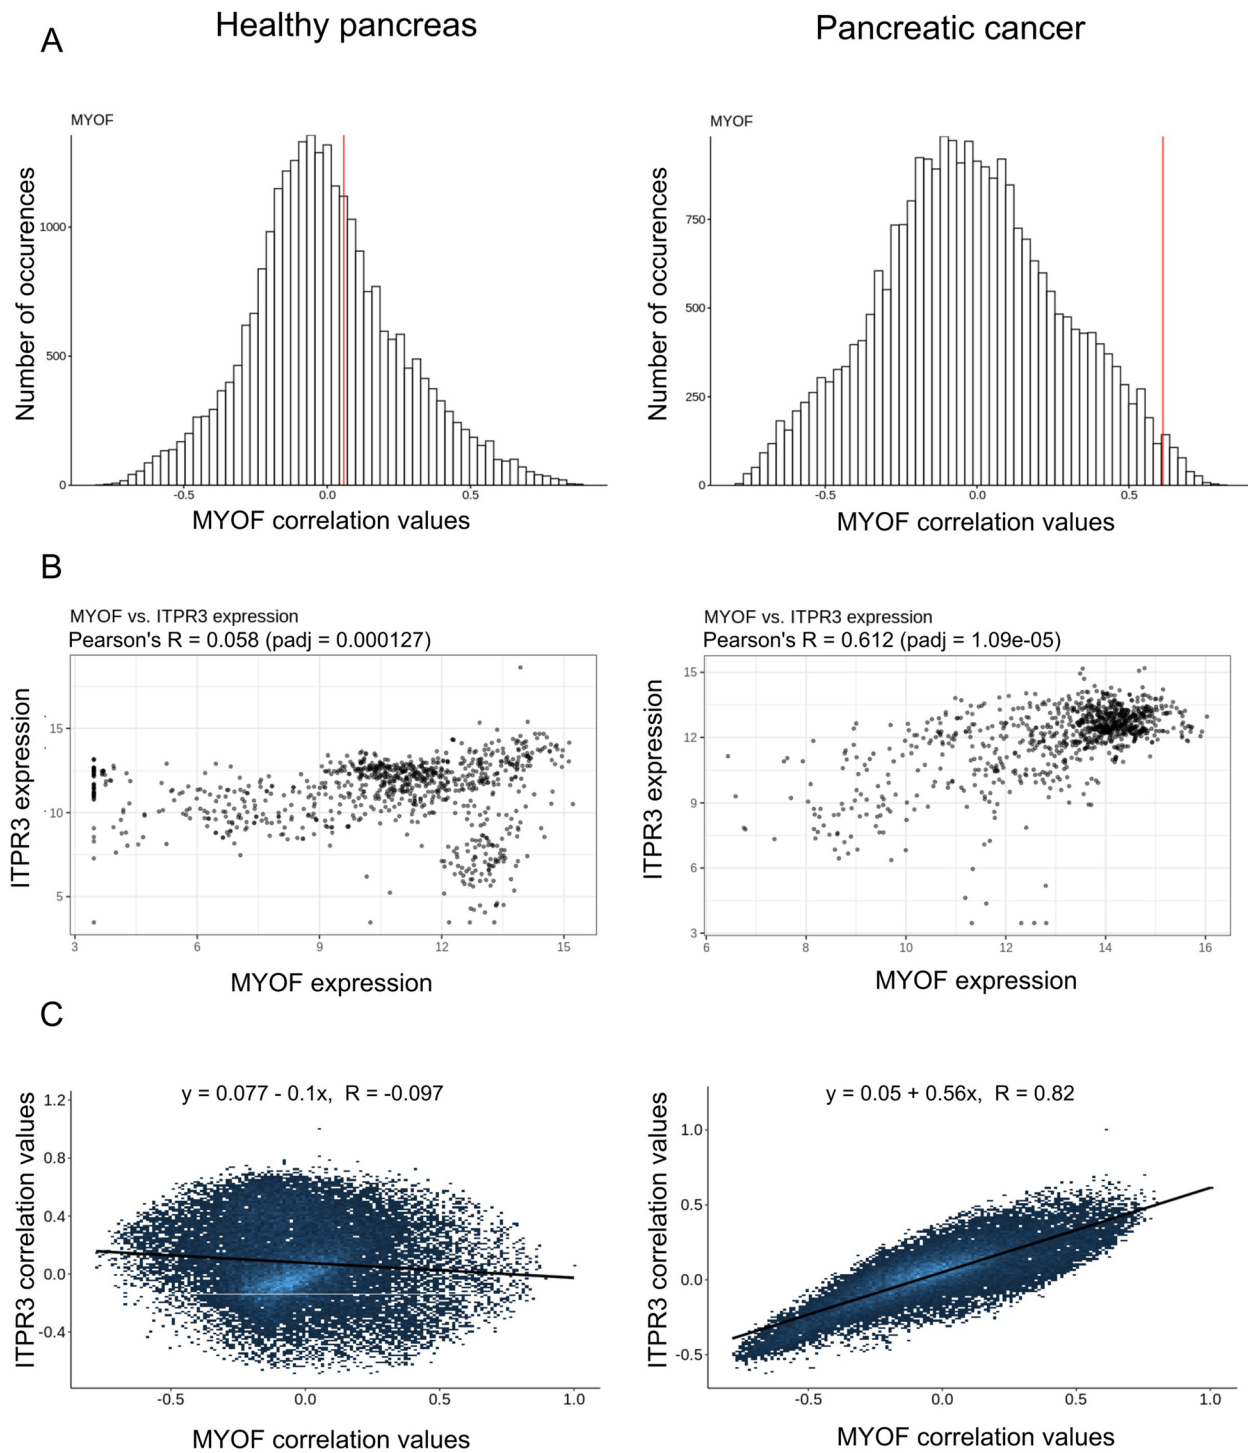 A
Healthy pancreas
Pancreatic cancer
MYOF
Number of occurences
1000
500
0
-0.5
0.0
0.5
MYOF correlation values
MYOF
Number of occurences
750
500
250
0
-0.5
0.0
0.5
MYOF correlation values
B
MYOF vs. ITPR3 expression
Pearson's R = 0.058 (padj = 0.000127)
ITPR3 expression
15
10
5
3
6
9
12
15
MYOF expression
MYOF vs. ITPR3 expression
Pearson's R = 0.612 (padj = 1.09e-05)
ITPR3 expression
15
12
9
6
3
6
8
10
12
14
16
MYOF expression
C
y = 0.077 - 0.1x, R = -0.097
ITPR3 correlation values
1.2
0.8
0.4
0.0
-0.4
-0.5
0.0
0.5
1.0
MYOF correlation values
y = 0.05 + 0.56x, R = 0.82
ITPR3 correlation values
1.0
0.5
0.0
-0.5
-0.5
0.0
0.5
1.0
MYOF correlation values